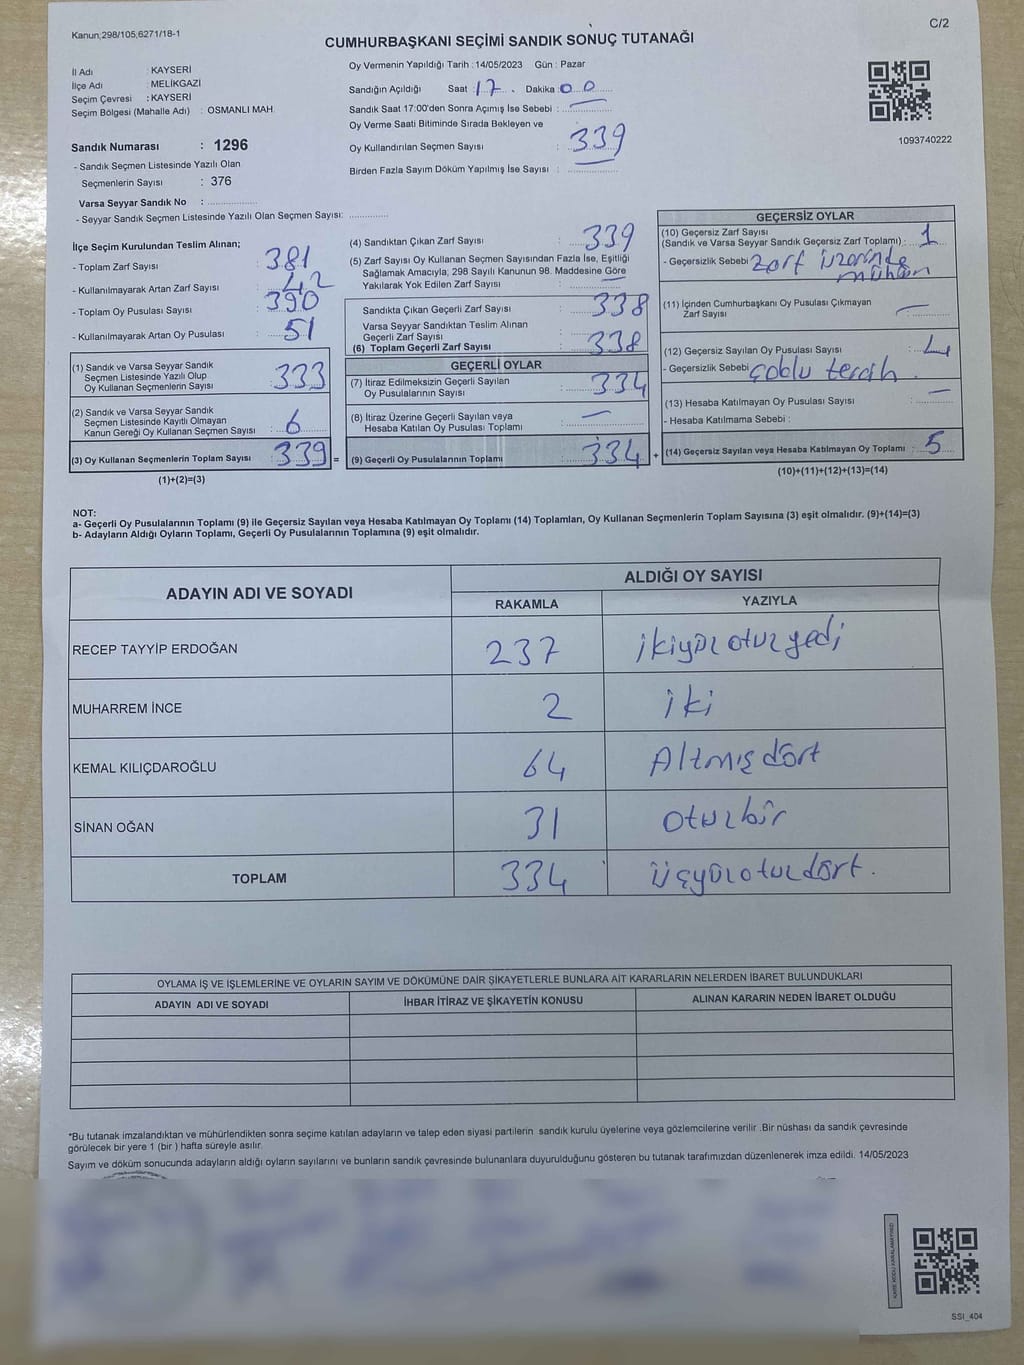 Kanun;298/105;6271/18-1
C/2
CUMHURBAŞKANI SEÇİMİ SANDIK SONUÇ TUTANAĞI
İl Adı : KAYSERİ
İlçe Adı : MELİKGAZİ
Seçim Çevresi : KAYSERİ
Seçim Bölgesi (Mahalle Adı) : OSMANLI MAH.
Sandık Numarası : 1296
- Sandık Seçmen Listesinde Yazılı Olan
Seçmenlerin Sayısı : 376
Varsa Seyyar Sandık No :
- Seyyar Sandık Seçmen Listesinde Yazılı Olan Seçmen Sayısı:
Oy Vermenin Yapıldığı Tarih : 14/05/2023 Gün : Pazar
Sandığın Açıldığı Saat : 17 Dakika : 00
Sandık Saat 17:00'den Sonra Açımış İse Sebebi :
Oy Verme Saati Bitiminde Sırada Bekleyen ve
Oy Kullandırılan Seçmen Sayısı : 339
Birden Fazla Sayım Döküm Yapılmış İse Sayısı :
1093740222
İlçe Seçim Kurulundan Teslim Alınan;
- Toplam Zarf Sayısı : 381
- Kullanılmayarak Artan Zarf Sayısı : 42
- Toplam Oy Pusulası Sayısı : 390
- Kullanılmayarak Artan Oy Pusulası : 51
(1) Sandık ve Varsa Seyyar Sandık
Seçmen Listesinde Yazılı Olup
Oy Kullanan Seçmenlerin Sayısı : 333
(2) Sandık ve Varsa Seyyar Sandık
Seçmen Listesinde Kayıtlı Olmayan
Kanun Gereği Oy Kullanan Seçmen Sayısı : 6
(3) Oy Kullanan Seçmenlerin Toplam Sayısı : 339 =
(1)+(2)=(3)
(4) Sandıktan Çıkan Zarf Sayısı : 339
(5) Zarf Sayısı Oy Kullanan Seçmen Sayısından Fazla İse, Eşitliği
Sağlamak Amacıyla, 298 Sayılı Kanunun 98. Maddesine Göre
Yakılarak Yok Edilen Zarf Sayısı :
Sandıkta Çıkan Geçerli Zarf Sayısı : 338
Varsa Seyyar Sandıktan Teslim Alınan
Geçerli Zarf Sayısı
(6) Toplam Geçerli Zarf Sayısı : 338
GEÇERLİ OYLAR
(7) İtiraz Edilmeksizin Geçerli Sayılan
Oy Pusulalarının Sayısı : 334
(8) İtiraz Üzerine Geçerli Sayılan veya
Hesaba Katılan Oy Pusulası Toplamı : —
(9) Geçerli Oy Pusulalarının Toplamı : 334 +
GEÇERSİZ OYLAR
(10) Geçersiz Zarf Sayısı
(Sandık ve Varsa Seyyar Sandık Geçersiz Zarf Toplamı) : 1
- Geçersizlik Sebebi : zarf üzerinde
mühür
(11) İçinden Cumhurbaşkanı Oy Pusulası Çıkmayan
Zarf Sayısı : —
(12) Geçersiz Sayılan Oy Pusulası Sayısı : 4
- Geçersizlik Sebebi : çoklu tercih.
(13) Hesaba Katılmayan Oy Pusulası Sayısı : —
- Hesaba Katılmama Sebebi :
(14) Geçersiz Sayılan veya Hesaba Katılmayan Oy Toplamı : 5
(10)+(11)+(12)+(13)=(14)
NOT:
a- Geçerli Oy Pusulalarının Toplamı (9) ile Geçersiz Sayılan veya Hesaba Katılmayan Oy Toplamı (14) Toplamları, Oy Kullanan Seçmenlerin Toplam Sayısına (3) eşit olmalıdır. (9)+(14)=(3)
b- Adayların Aldığı Oyların Toplamı, Geçerli Oy Pusulalarının Toplamına (9) eşit olmalıdır.
ADAYIN ADI VE SOYADI
ALDIĞI OY SAYISI
RAKAMLA YAZIYLA
RECEP TAYYİP ERDOĞAN 237 ikiyüzotuzyedi
MUHARREM İNCE 2 iki
KEMAL KILIÇDAROĞLU 64 Altmışdört
SİNAN OĞAN 31 otuzbir
TOPLAM 334 üçyüzotuzdört.
OYLAMA İŞ VE İŞLEMLERİNE VE OYLARIN SAYIM VE DÖKÜMÜNE DAİR ŞİKAYETLERLE BUNLARA AİT KARARLARIN NELERDEN İBARET BULUNDUKLARI
ADAYIN ADI VE SOYADI İHBAR İTİRAZ VE ŞİKAYETİN KONUSU ALINAN KARARIN NEDEN İBARET OLDUĞU
*Bu tutanak imzalandıktan ve mühürlendikten sonra seçime katılan adayların ve talep eden siyasi partilerin sandık kurulu üyelerine veya gözlemcilerine verilir .Bir nüshası da sandık çevresinde
görülecek bir yere 1 (bir ) hafta süreyle asılır.
Sayım ve döküm sonucunda adayların aldığı oyların sayılarını ve bunların sandık çevresinde bulunanlara duyurulduğunu gösteren bu tutanak tarafımızdan düzenlenerek imza edildi. 14/05/2023
SSI_404